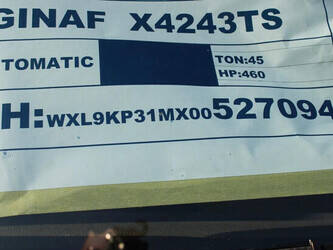 GINAF X4243TS
TOMATIC
TON:45
HP:460
H:WXL9KP31MX00527094